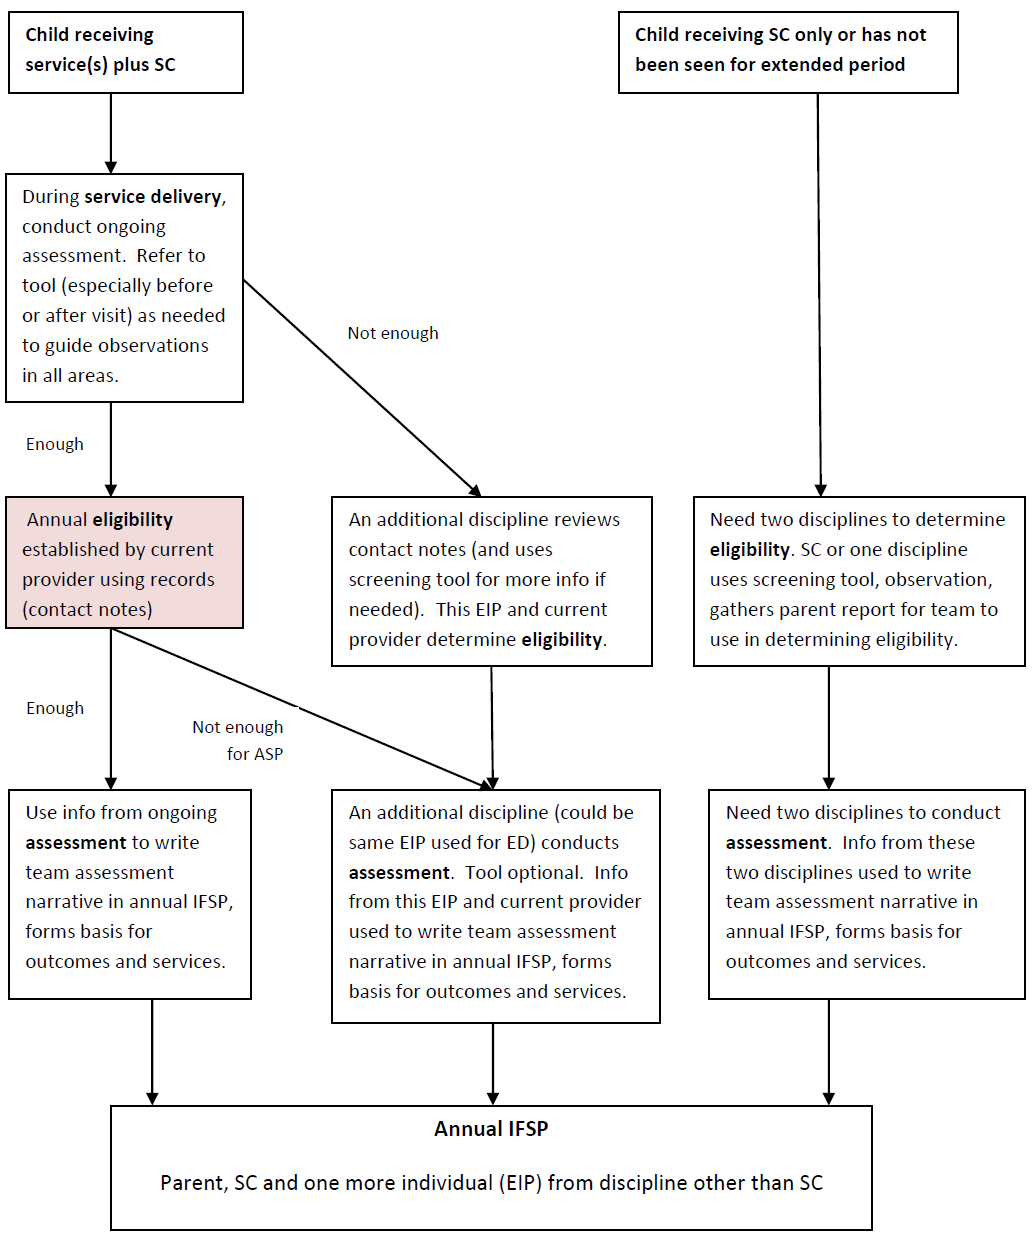 Child receiving
service(s) plus SC
Child receiving SC only or has not
been seen for extended period
During service delivery,
conduct ongoing
assessment.  Refer to
tool (especially before
or after visit) as needed
to guide observations
in all areas.
Not enough
Enough
Annual eligibility
established by current
provider using records
(contact notes)
An additional discipline reviews
contact notes (and uses
screening tool for more info if
needed).  This EIP and current
provider determine eligibility.
Need two disciplines to determine
eligibility. SC or one discipline
uses screening tool, observation,
gathers parent report for team to
use in determining eligibility.
Enough
Not enough
for ASP
Use info from ongoing
assessment to write
team assessment
narrative in annual IFSP,
forms basis for
outcomes and services.
An additional discipline (could be
same EIP used for ED) conducts
assessment.  Tool optional.  Info
from this EIP and current provider
used to write team assessment
narrative in annual IFSP, forms
basis for outcomes and services.
Need two disciplines to conduct
assessment.  Info from these
two disciplines used to write
team assessment narrative in
annual IFSP, forms basis for
outcomes and services.
Annual IFSP
Parent, SC and one more individual (EIP) from discipline other than SC